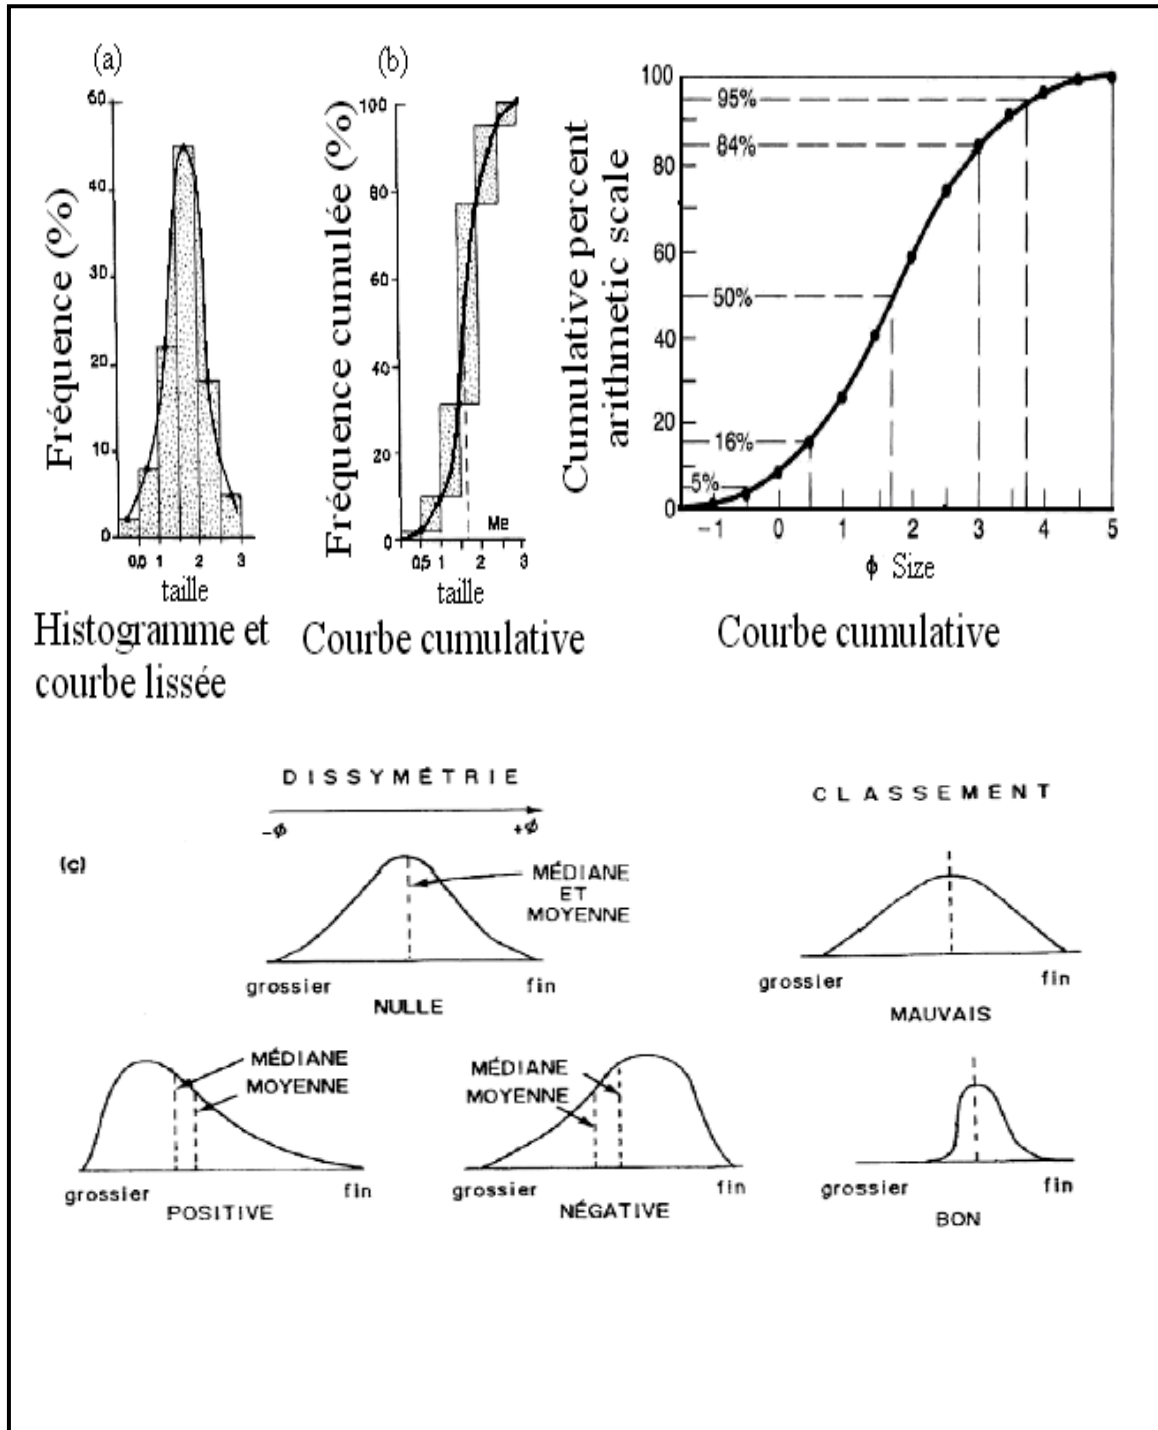 (a)
Fréquence (%)
60
40
30
20
10
0
0,5 1 2 3
taille
Histogramme et
courbe lissée
(b)
Fréquence cumulée (%)
100
80
60
40
20
0
Me
0,5 1 2 3
taille
Courbe cumulative
Cumulative percent
arithmetic scale
100
80
60
40
20
0
95%
84%
50%
16%
5%
-1 0 1 2 3 4 5
ϕ Size
Courbe cumulative
DISSYMÉTRIE
-Ø +Ø
(c)
MÉDIANE
ET
MOYENNE
grossier fin
NULLE
CLASSEMENT
grossier fin
MAUVAIS
MÉDIANE
MOYENNE
grossier fin
POSITIVE
MÉDIANE
MOYENNE
grossier fin
NÉGATIVE
grossier fin
BON